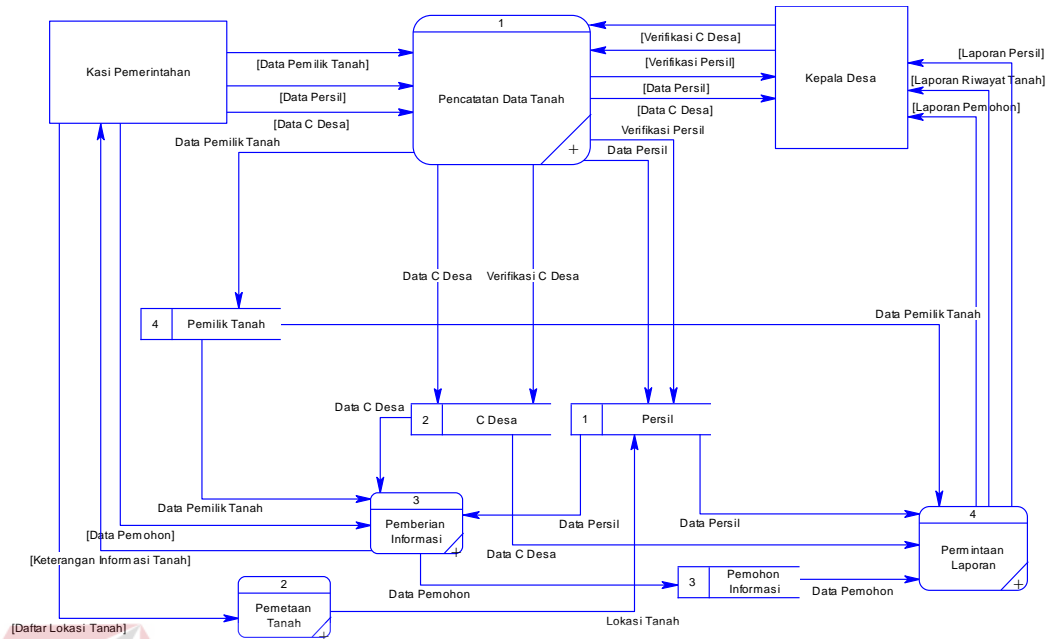 1
[Verifikasi C Desa]
[Laporan Persil]
[Data Pemilik Tanah]
[Verifikasi Persil]
Kasi Pemerintahan
Kepala Desa
[Laporan Riwayat Tanah]
[Data Persil]
Pencatatan Data Tanah
[Data Persil]
[Laporan Pemohon]
[Data C Desa]
[Data C Desa]
Verifikasi Persil
Data Pemilik Tanah
+
Data Persil
Data C Desa
Verifikasi C Desa
4
Pemilik Tanah
Data Pemilik Tanah
Data C Desa
2
C Desa
1
Persil
3
Data Pemilik Tanah
Pemberian
Informasi
+
Data Persil
Data Persil
4
Permintaan
Laporan
+
[Data Pemohon]
[Keterangan Informasi Tanah]
Data C Desa
2
Pemetaan
Tanah
+
Data Pemohon
3
Pemohon
Informasi
Data Pemohon
Lokasi Tanah
[Daftar Lokasi Tanah]